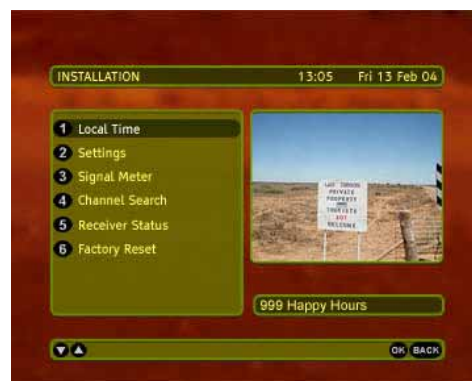 INSTALLATION 13:05 Fri 13 Feb 04
1 Local Time
2 Settings
3 Signal Meter
4 Channel Search
5 Receiver Status
6 Factory Reset
PRIVATE
PROPERTY
TOURISTS
NOT
WELCOME
999 Happy Hours
OK BACK